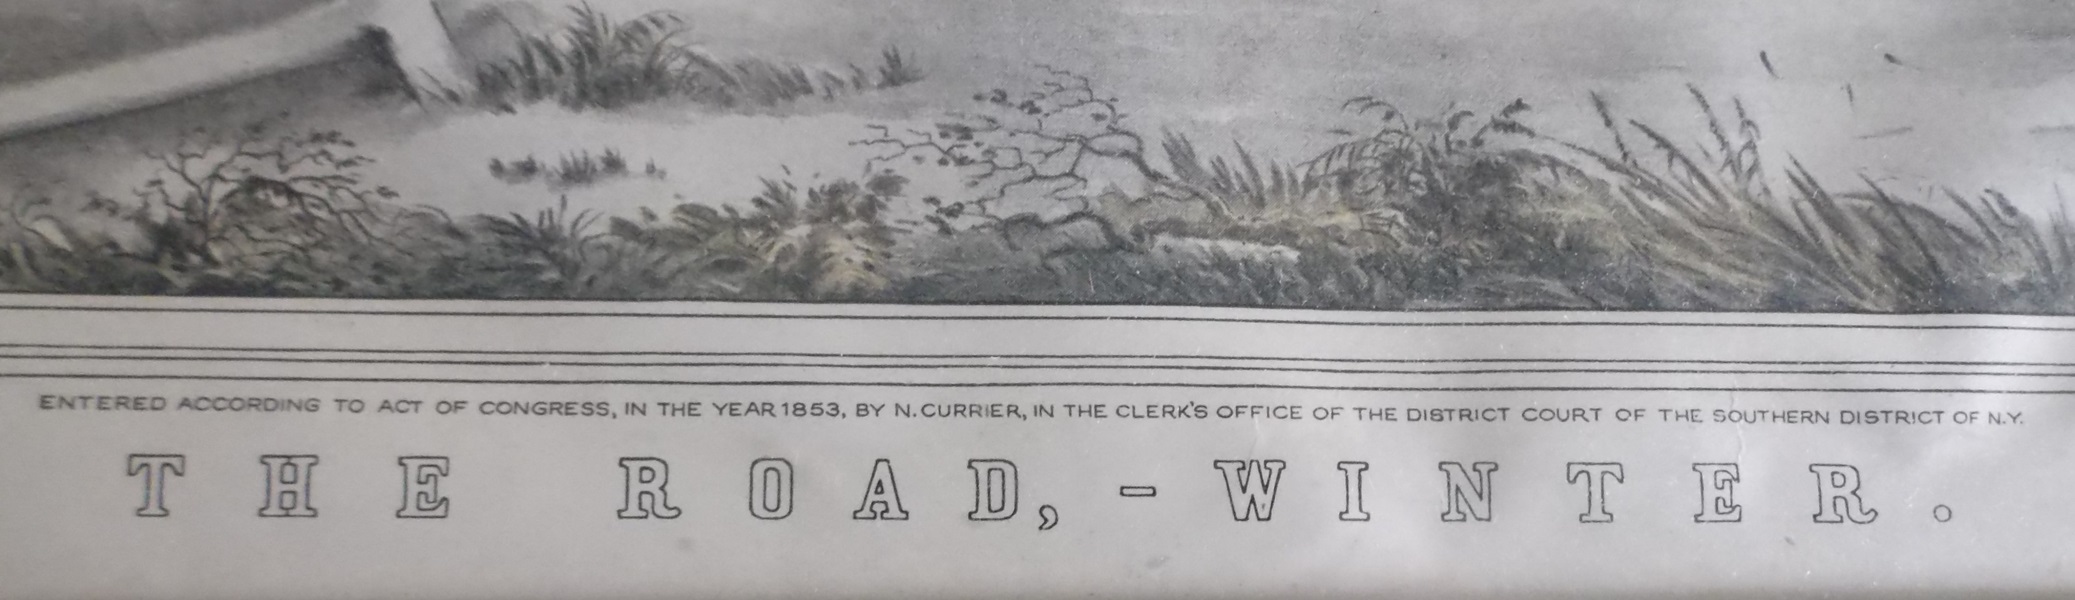 ENTERED ACCORDING TO ACT OF CONGRESS, IN THE YEAR 1853, BY N. CURRIER, IN THE CLERK'S OFFICE OF THE DISTRICT COURT OF THE SOUTHERN DISTRICT OF N.Y.
THE ROAD, - WINTER.